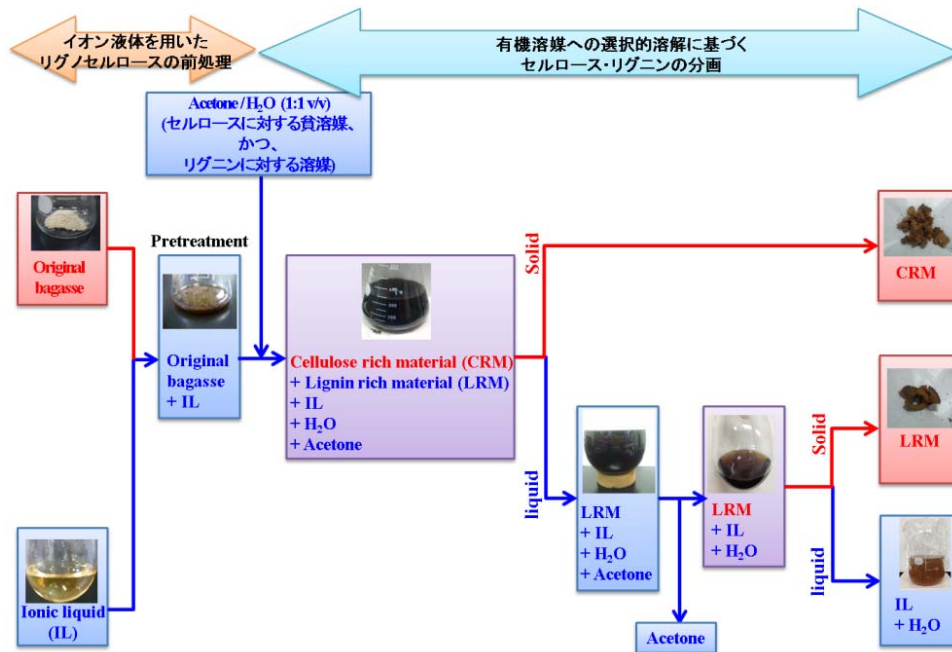 イオン液体を用いた
リグノセルロースの前処理
有機溶媒への選択的溶解に基づく
セルロース・リグニンの分画
Acetone/H₂O (1:1 v/v)
(セルロースに対する貧溶媒、
かつ、
リグニンに対する溶媒)
Original
bagasse
Pretreatment
Original
bagasse
+ IL
Ionic liquid
(IL)
Cellulose rich material (CRM)
+ Lignin rich material (LRM)
+ IL
+ H₂O
+ Acetone
Solid
CRM
liquid
LRM
+ IL
+ H₂O
+ Acetone
Acetone
LRM
+ IL
+ H₂O
Solid
LRM
liquid
IL
+ H₂O